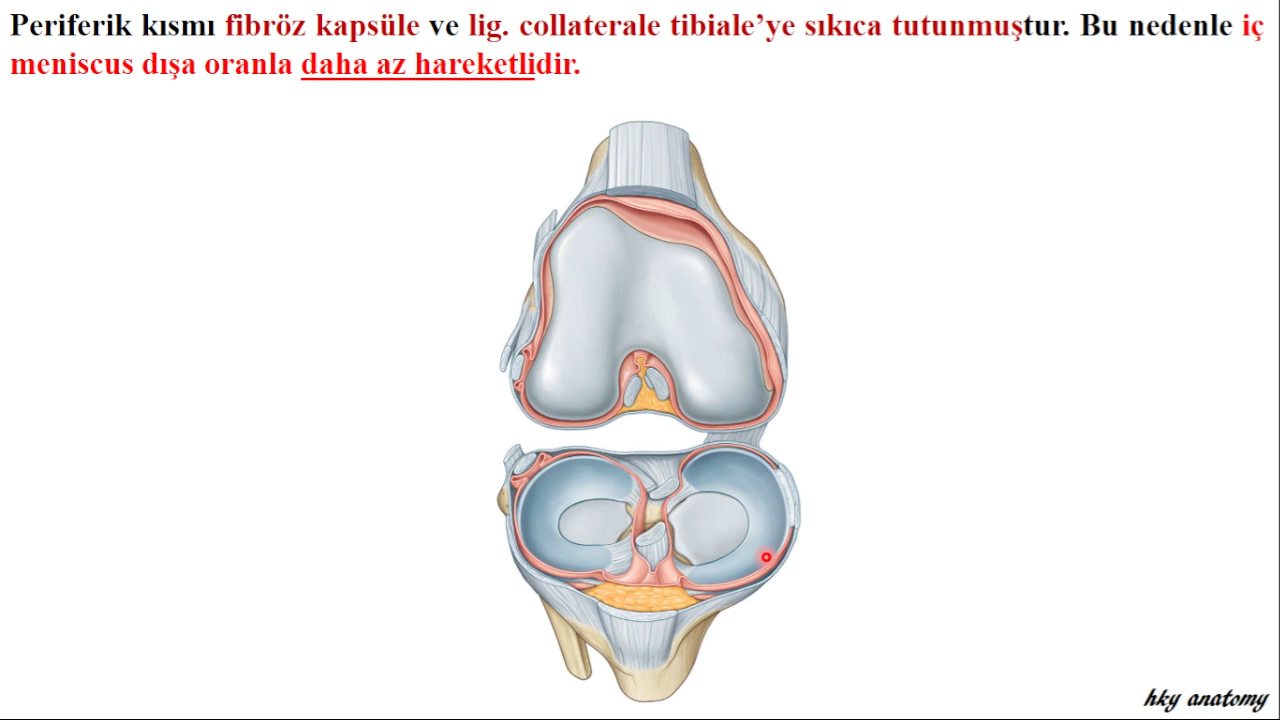 Periferik kısmı fibröz kapsüle ve lig. collaterale tibiale’ye sıkıca tutunmuştur. Bu nedenle iç
meniscus dışa oranla daha az hareketlidir.
hky anatomy